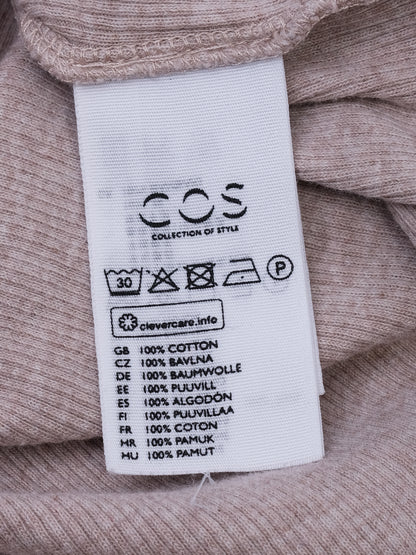 COS
COLLECTION OF STYLE
30 P
clevercare.info
GB 100% COTTON
CZ 100% BAVLNA
DE 100% BAUMWOLLE
EE 100% PUUVILL
ES 100% ALGODÓN
FI 100% PUUVILLAA
FR 100% COTON
HR 100% PAMUK
HU 100% PAMUT